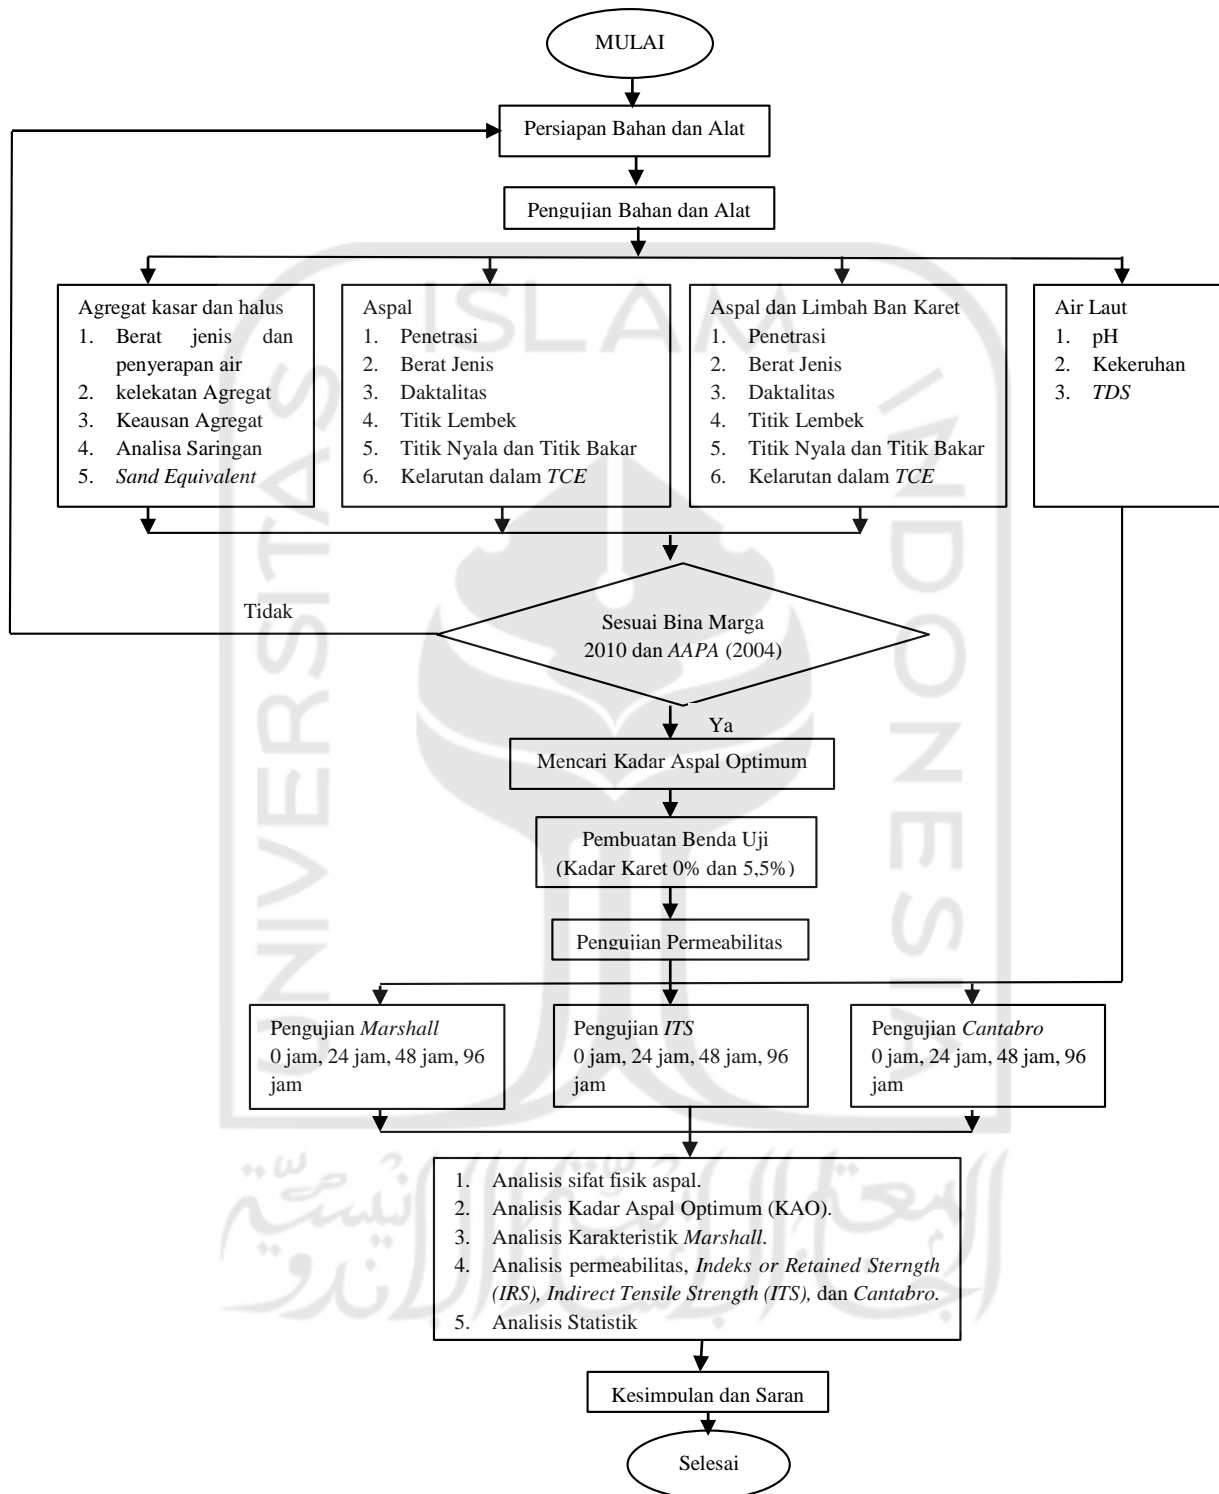 MULAI
Persiapan Bahan dan Alat
Pengujian Bahan dan Alat
Agregat kasar dan halus
1. Berat jenis dan
penyerapan air
2. kelekatan Agregat
3. Keausan Agregat
4. Analisa Saringan
5. Sand Equivalent
Aspal
1. Penetrasi
2. Berat Jenis
3. Daktalitas
4. Titik Lembek
5. Titik Nyala dan Titik Bakar
6. Kelarutan dalam TCE
Aspal dan Limbah Ban Karet
1. Penetrasi
2. Berat Jenis
3. Daktalitas
4. Titik Lembek
5. Titik Nyala dan Titik Bakar
6. Kelarutan dalam TCE
Air Laut
1. pH
2. Kekeruhan
3. TDS
Tidak
Sesuai Bina Marga
2010 dan AAPA (2004)
Ya
Mencari Kadar Aspal Optimum
Pembuatan Benda Uji
(Kadar Karet 0% dan 5,5%)
Pengujian Permeabilitas
Pengujian Marshall
0 jam, 24 jam, 48 jam, 96
jam
Pengujian ITS
0 jam, 24 jam, 48 jam, 96
jam
Pengujian Cantabro
0 jam, 24 jam, 48 jam, 96
jam
1. Analisis sifat fisik aspal.
2. Analisis Kadar Aspal Optimum (KAO).
3. Analisis Karakteristik Marshall.
4. Analisis permeabilitas, Indeks or Retained Sterngth
(IRS), Indirect Tensile Strength (ITS), dan Cantabro.
5. Analisis Statistik
Kesimpulan dan Saran
Selesai
UNIVERSITAS
ISLAM
INDONESIA